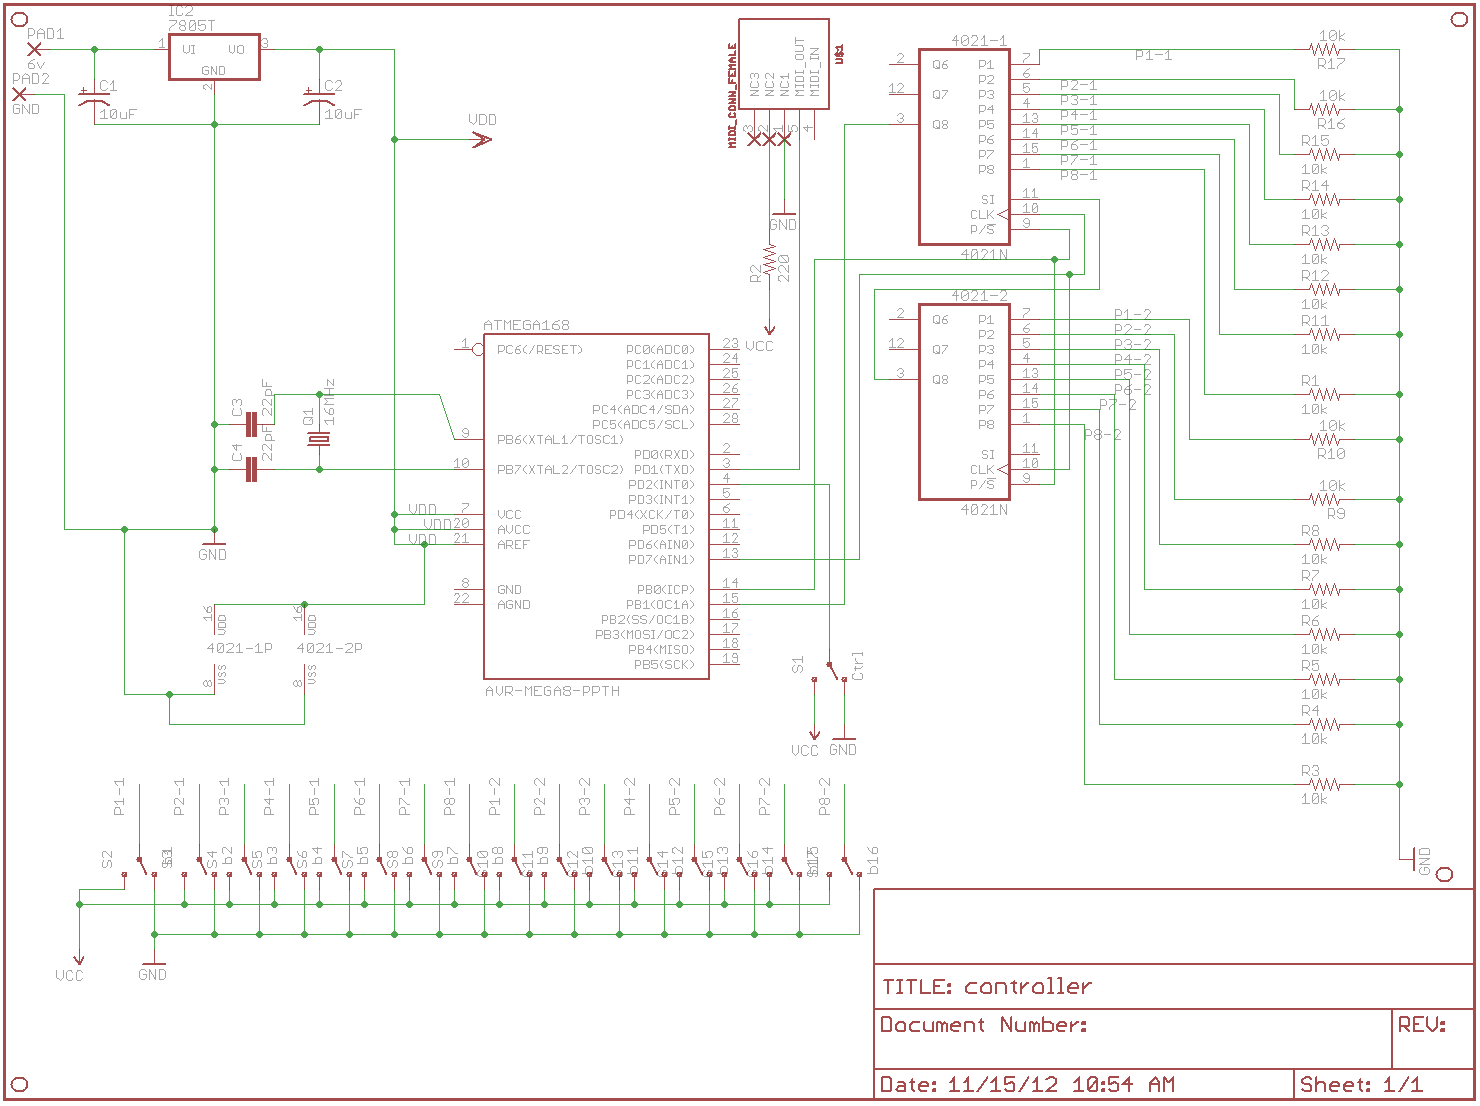 PAD1
6v
PAD2
GND
IC2
7805T
1
VI
VO
3
GND
2
C1
10uF
C2
10uF
VDD
MIDI_CONN_FEMALE
NC3
NC2
NC1
MIDI_OUT
MIDI_IN
U$1
3
2
1
5
4
GND
R2
220
VCC
4021-1
2 Q6 P1 7
P2 6
12 Q7 P3 5
P4 4
3 Q8 P5 13
P6 14
P7 15
P8 1
SI 11
CLK 10
P/S 9
4021N
P1-1
P2-1
P3-1
P4-1
P5-1
P6-1
P7-1
P8-1
4021-2
2 Q6 P1 7
P2 6
12 Q7 P3 5
P4 4
3 Q8 P5 13
P6 14
P7 15
P8 1
SI 11
CLK 10
P/S 9
4021N
P1-2
P2-2
P3-2
P4-2
P5-2
P6-2
P7-2
P8-2
10k
R17
10k
R16
R15
10k
R14
10k
R13
10k
R12
10k
R11
10k
R1
10k
10k
R10
10k
R9
R8
10k
R7
10k
R6
10k
R5
10k
R4
10k
R3
10k
GND
ATMEGA168
1 PC6(/RESET) PC0(ADC0) 23
PC1(ADC1) 24
PC2(ADC2) 25
PC3(ADC3) 26
PC4(ADC4/SDA) 27
PC5(ADC5/SCL) 28
9 PB6(XTAL1/TOSC1)
PD0(RXD) 2
10 PB7(XTAL2/TOSC2) PD1(TXD) 3
PD2(INT0) 4
PD3(INT1) 5
VDD 7 VCC PD4(XCK/T0) 6
VDD 20 AVCC PD5(T1) 11
VDD 21 AREF PD6(AIN0) 12
PD7(AIN1) 13
8 GND PB0(ICP) 14
22 AGND PB1(OC1A) 15
PB2(SS/OC1B) 16
PB3(MOSI/OC2) 17
PB4(MISO) 18
PB5(SCK) 19
AVR-MEGA8-PPTH
C3
22pF
C4
22pF
Q1
16MHz
GND
16
VDD
16
VDD
4021-1P
4021-2P
8
VSS
8
VSS
S1
Ctrl
VCC
GND
P1-1
P2-1
P3-1
P4-1
P5-1
P6-1
P7-1
P8-1
P1-2
P2-2
P3-2
P4-2
P5-2
P6-2
P7-2
P8-2
S2
S4
b2
S5
b3
S6
b4
S7
b5
S8
b6
S9
b7
S10
b8
S11
b9
S12
b10
S13
b11
S14
b12
S15
b13
S16
b14
b16
VCC
GND
TITLE: controller
Document Number:
REV:
Date: 11/15/12 10:54 AM
Sheet: 1/1